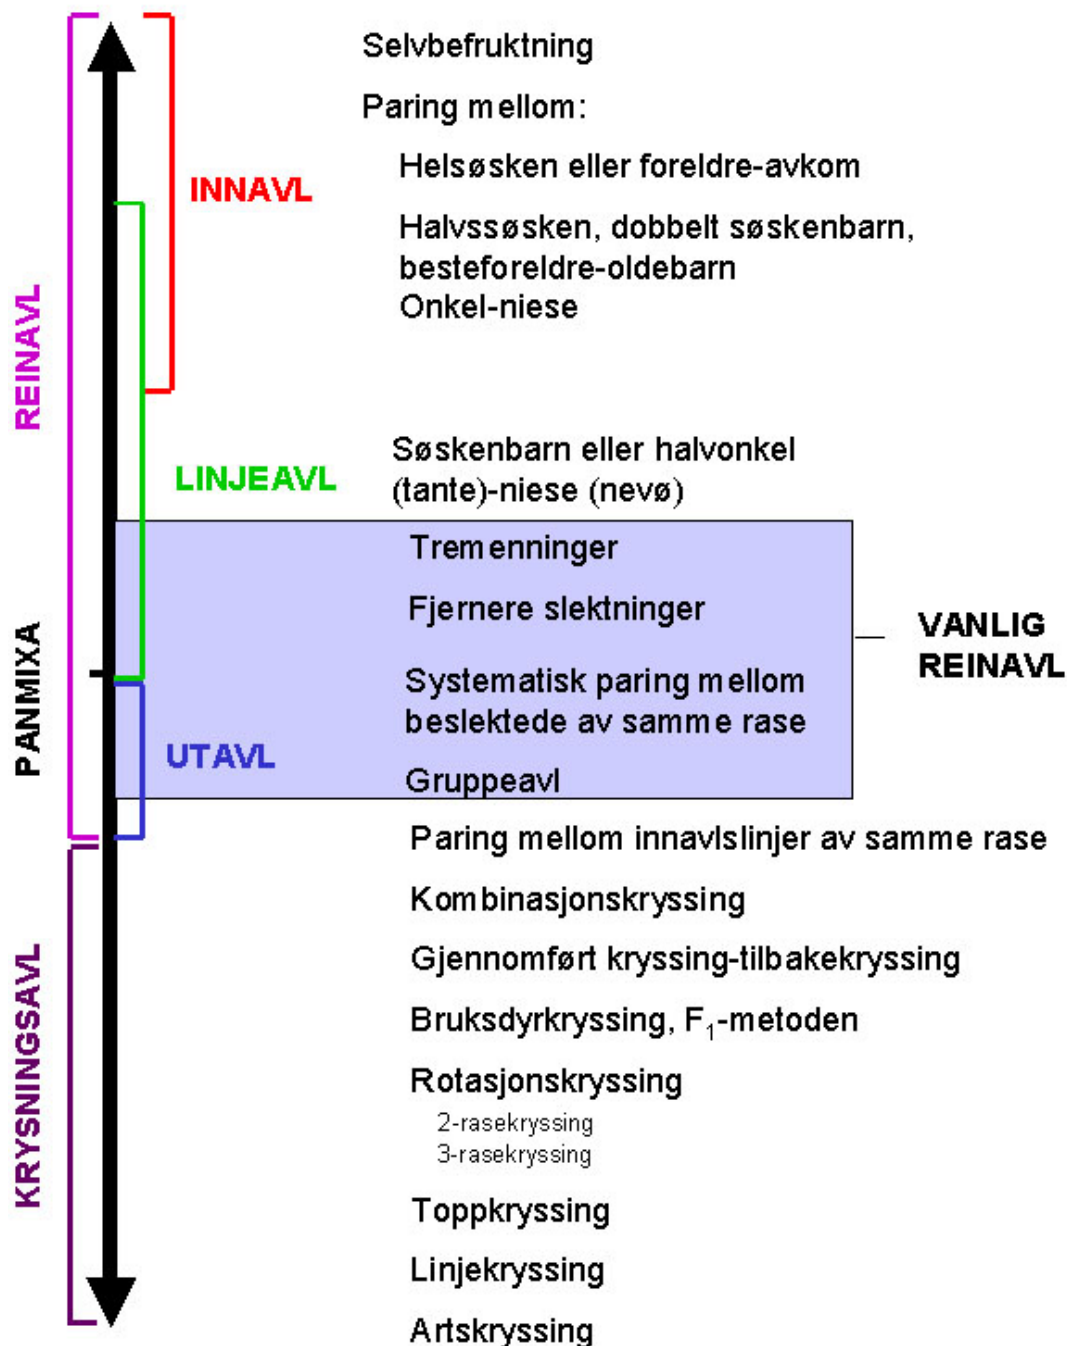 Selvbefruktning
Paring mellom:
Helsøsken eller foreldre-avkom
INNAVL
Halvssøsken, dobbelt søskenbarn,
besteforeldre-oldebarn
Onkel-niese
REINAVL
Søskenbarn eller halvonkel
(tante)-niese (nevø)
LINJEAVL
Tremenninger
Fjernere slektninger
VANLIG
REINAVL
PANMIXA
Systematisk paring mellom
beslektede av samme rase
UTAVL
Gruppeavl
Paring mellom innavlslinjer av samme rase
Kombinasjonskryssing
Gjennomført kryssing-tilbakekryssing
Bruksdyrkryssing, F₁-metoden
KRYSNINGSAVL
Rotasjonskryssing
2-rasekryssing
3-rasekryssing
Toppkryssing
Linjekryssing
Artskryssing